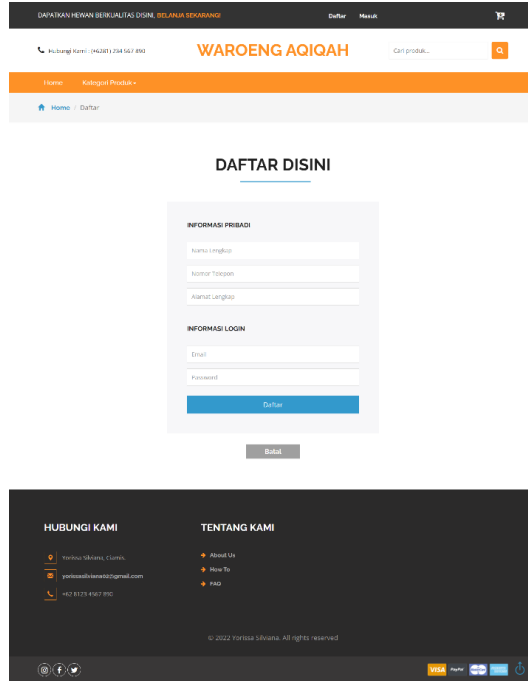 DAPATKAN HEWAN BERKUALITAS DISINI, BELANJA SEKARANG!
Daftar Masuk
Hubungi Kami : (+6281) 234 567 890
WAROENG AQIQAH
Cari produk...
Home Kategori Produk
Home / Daftar
DAFTAR DISINI
INFORMASI PRIBADI
Nama Lengkap
Nomor Telepon
Alamat Lengkap
INFORMASI LOGIN
Email
Password
Daftar
Batal
HUBUNGI KAMI
TENTANG KAMI
Yorissa Silviana, Ciamis.
About Us
How To
+62 8123 4567 890
FAQ
© 2022 Yorissa Silviana. All rights reserved
VISA PayPal